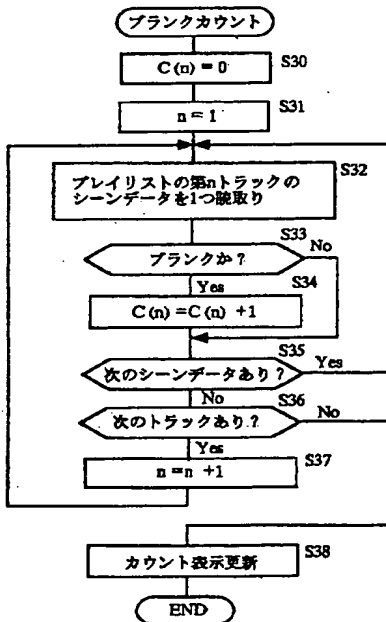 ブランクカウント
C(n) = 0
S30
n = 1
S31
S32
プレイリストの第nトラックの
シーンデータを1つ読取り
S33
ブランクか？
No
Yes
S34
C(n) =C(n) +1
S35
次のシーンデータあり？
Yes
No
S36
次のトラックあり？
No
Yes
S37
n =n +1
カウント表示更新
S38
END